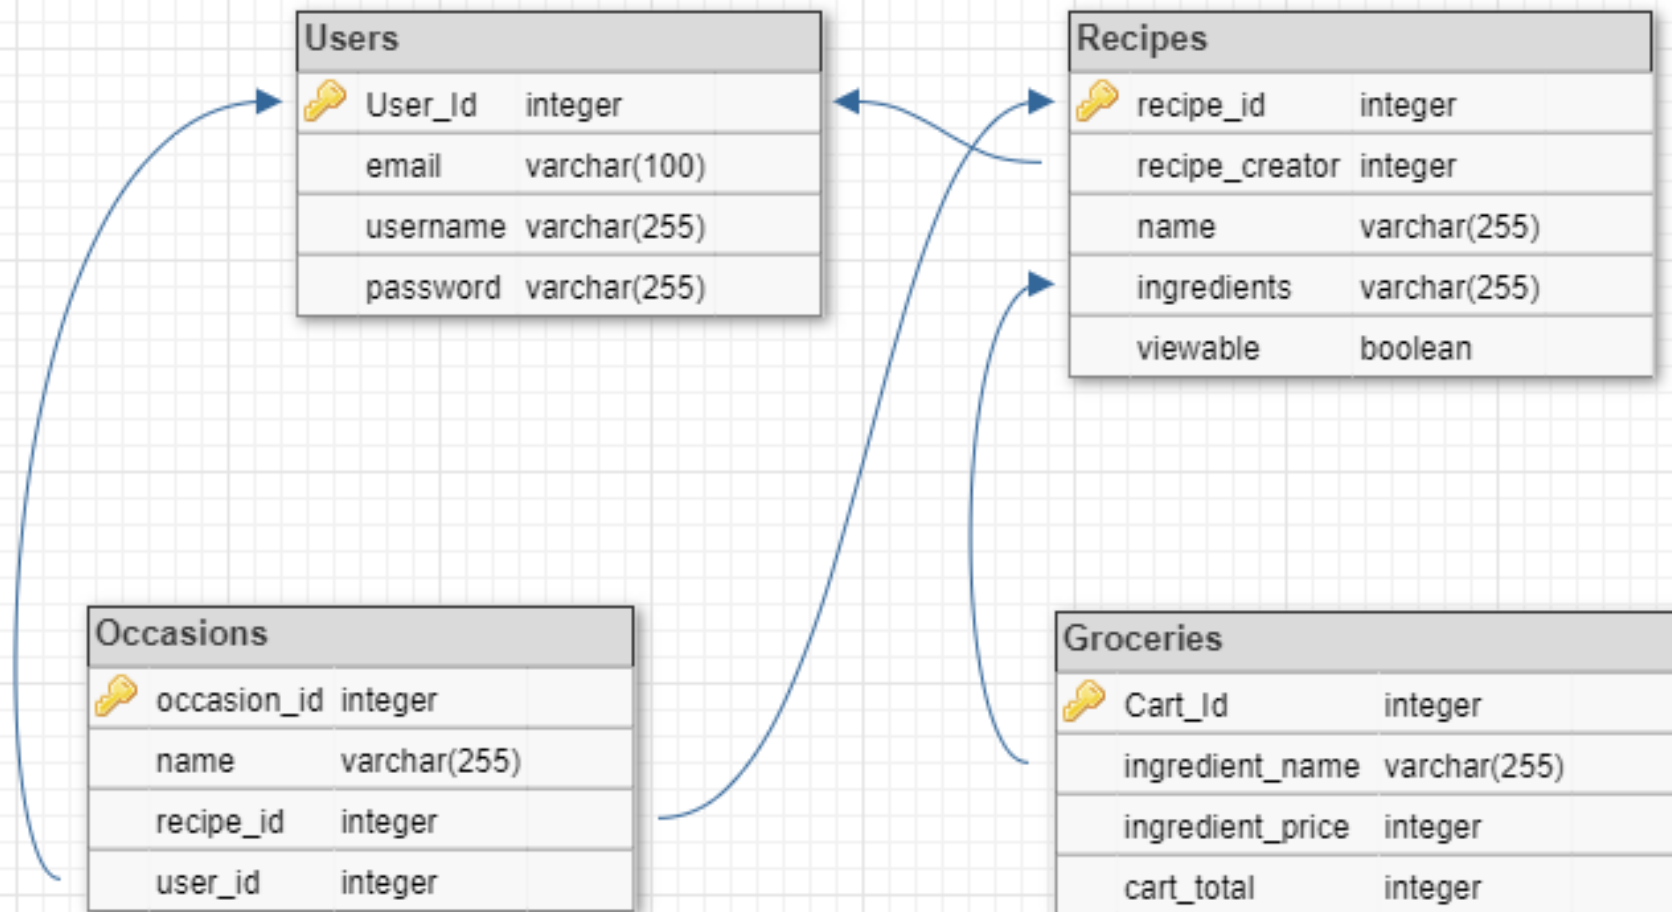 Users
User_Id integer
email varchar(100)
username varchar(255)
password varchar(255)
Recipes
recipe_id integer
recipe_creator integer
name varchar(255)
ingredients varchar(255)
viewable boolean
Occasions
occasion_id integer
name varchar(255)
recipe_id integer
user_id integer
Groceries
Cart_Id integer
ingredient_name varchar(255)
ingredient_price integer
cart_total integer